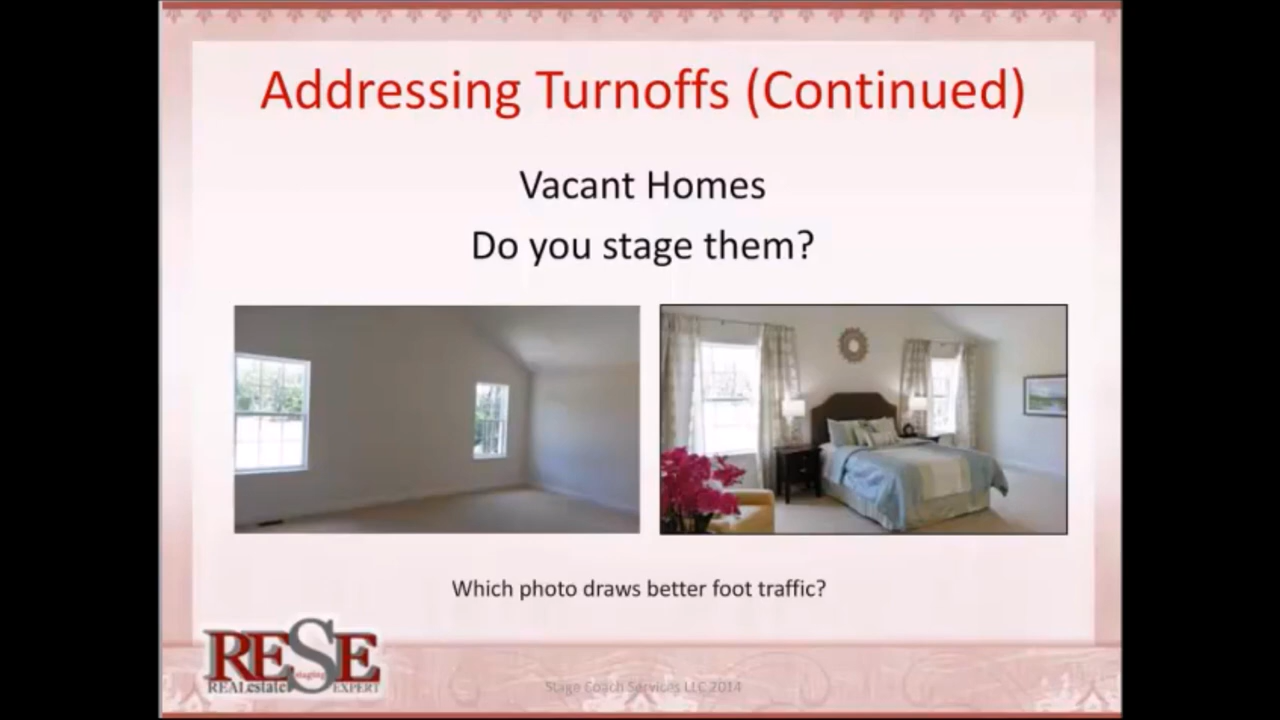 Addressing Turnoffs (Continued)
Vacant Homes
Do you stage them?
Which photo draws better foot traffic?
RESE
staging
REALestate EXPERT
Stage Coach Services LLC 2014